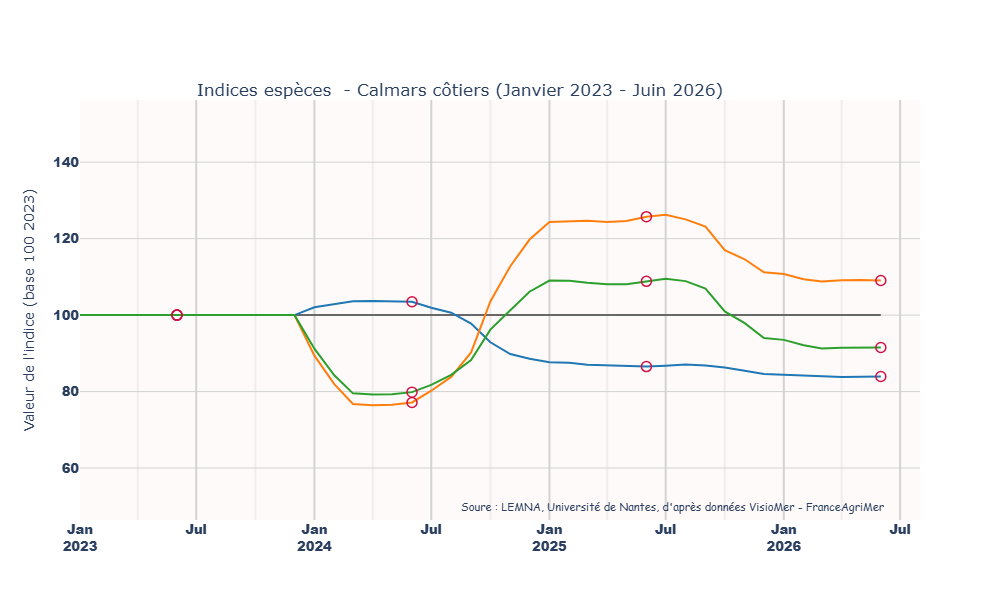 Indices espèces  - Calmars côtiers (Janvier 2023 - Juin 2026)
Valeur de l'indice (base 100 2023)
140
120
100
80
60
Soure : LEMNA, Université de Nantes, d'après données VisioMer - FranceAgriMer
Jan Jul Jan Jul Jan Jul Jan Jul
2023 2024 2025 2026